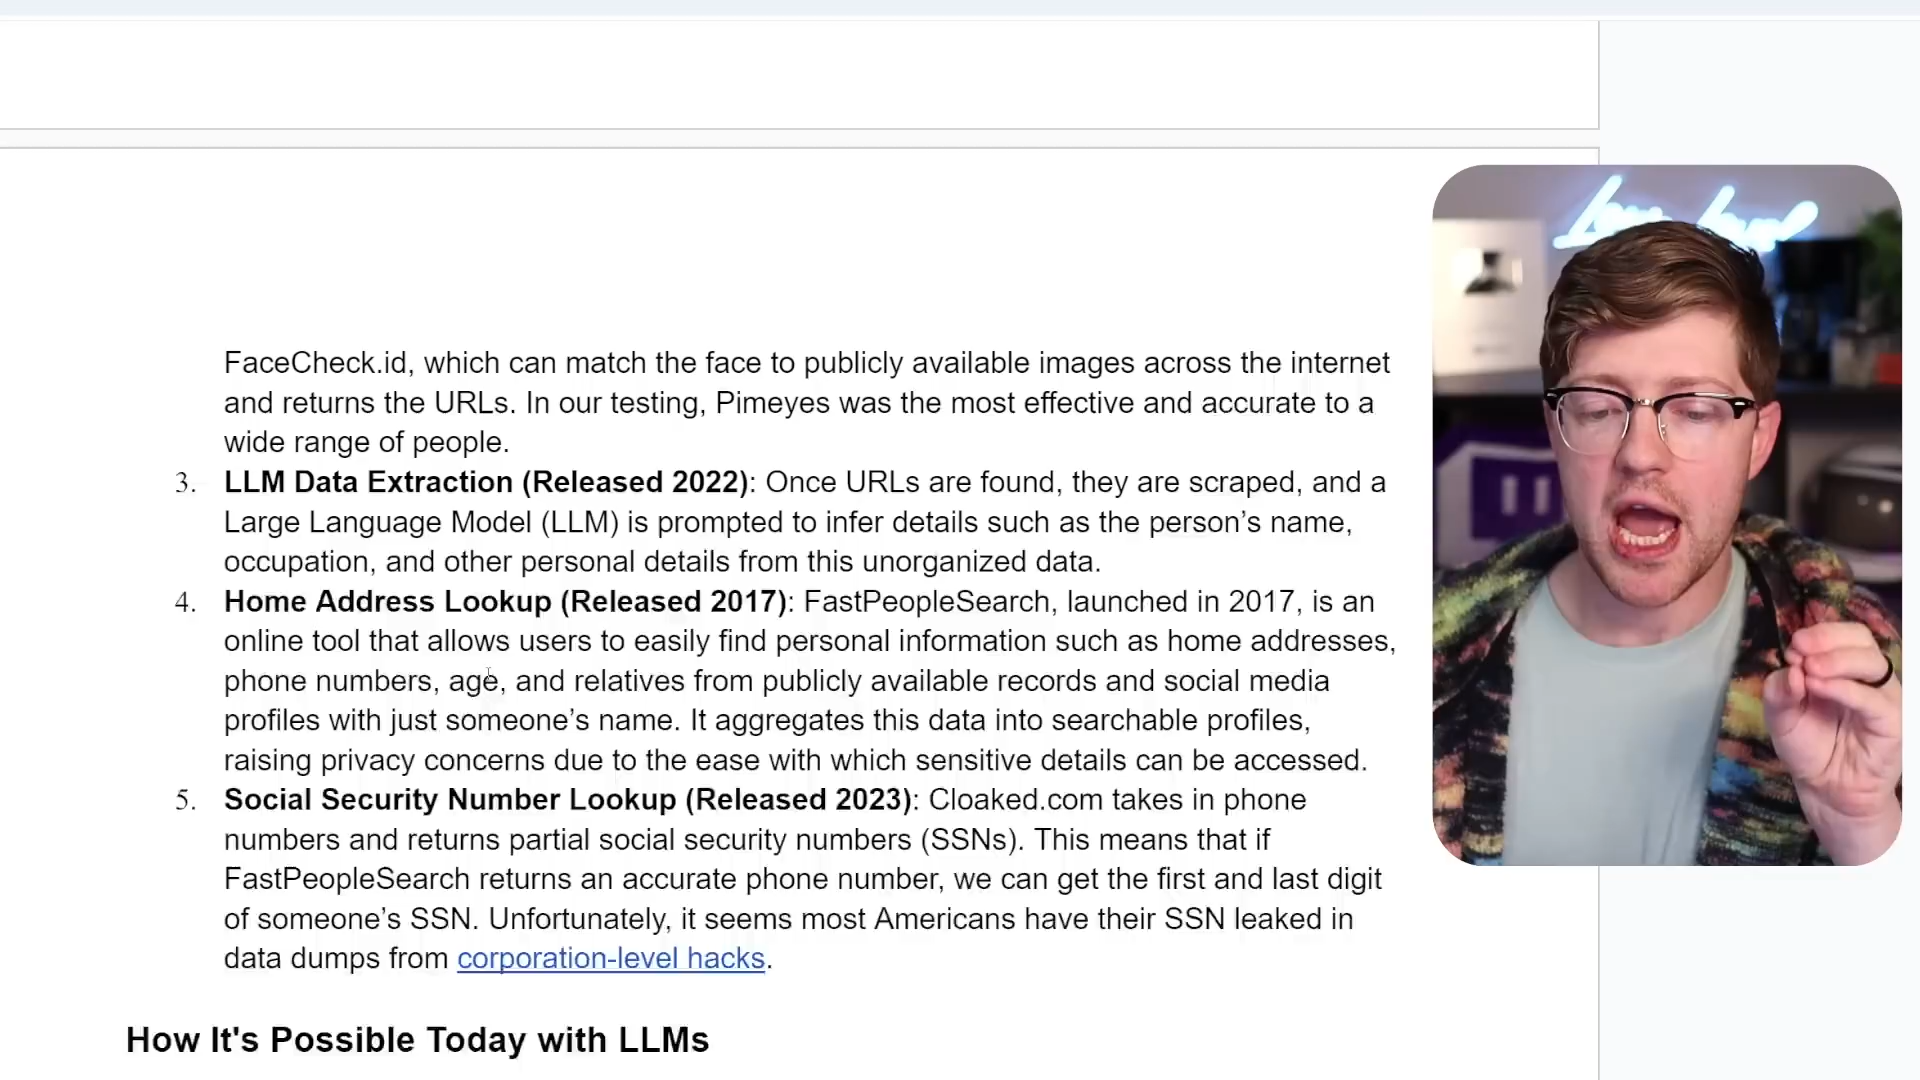 FaceCheck.id, which can match the face to publicly available images across the internet
and returns the URLs. In our testing, Pimeyes was the most effective and accurate to a
wide range of people.
3. LLM Data Extraction (Released 2022): Once URLs are found, they are scraped, and a
Large Language Model (LLM) is prompted to infer details such as the person’s name,
occupation, and other personal details from this unorganized data.
4. Home Address Lookup (Released 2017): FastPeopleSearch, launched in 2017, is an
online tool that allows users to easily find personal information such as home addresses,
phone numbers, age, and relatives from publicly available records and social media
profiles with just someone’s name. It aggregates this data into searchable profiles,
raising privacy concerns due to the ease with which sensitive details can be accessed.
5. Social Security Number Lookup (Released 2023): Cloaked.com takes in phone
numbers and returns partial social security numbers (SSNs). This means that if
FastPeopleSearch returns an accurate phone number, we can get the first and last digit
of someone’s SSN. Unfortunately, it seems most Americans have their SSN leaked in
data dumps from corporation-level hacks.
How It's Possible Today with LLMs